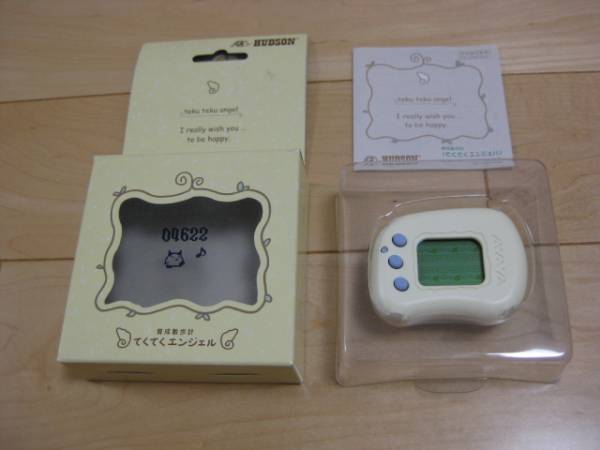 HUDSON
teku teku angel
I really wish you ...
to be happy.
04622
育成散歩計
てくてくエンジェル
teku teku angel
I really wish you ...
to be happy.
HUDSON
てくてくエンジェル